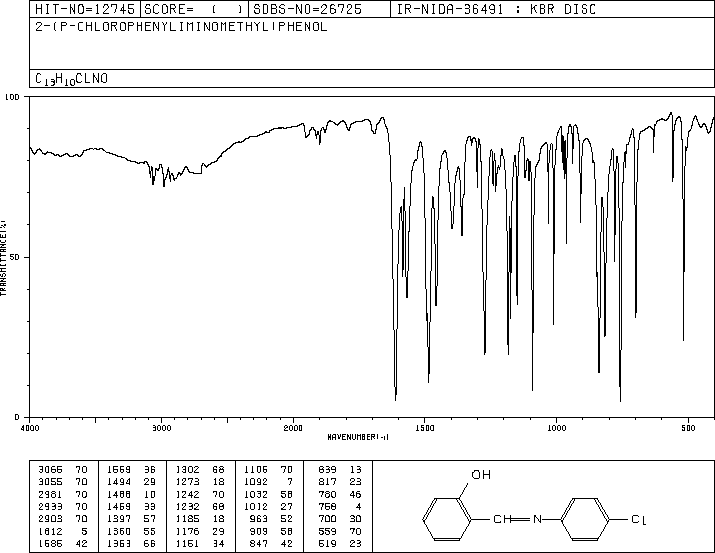 HIT-NO=12745 SCORE= ( ) SDBS-NO=26725 IR-NIDA-36491 : KBR DISC
2-(P-CHLOROPHENYLIMINOMETHYL)PHENOL
C13H10CLNO
100
50
0
TRANSMITTANCE(%)
4000 3000 2000 1500 1000 500
WAVENUMBER(-1)
3066 70 1569 36 1302 68 1106 70 839 13
3055 70 1494 29 1273 18 1092 7 817 23
2981 70 1488 10 1242 70 1032 58 780 46
2933 70 1459 33 1232 68 1012 27 758 4
2903 70 1397 57 1185 18 963 52 700 30
1612 5 1360 55 1176 29 909 58 559 70
1585 42 1353 66 1151 34 847 42 519 23
OH
CH N CL